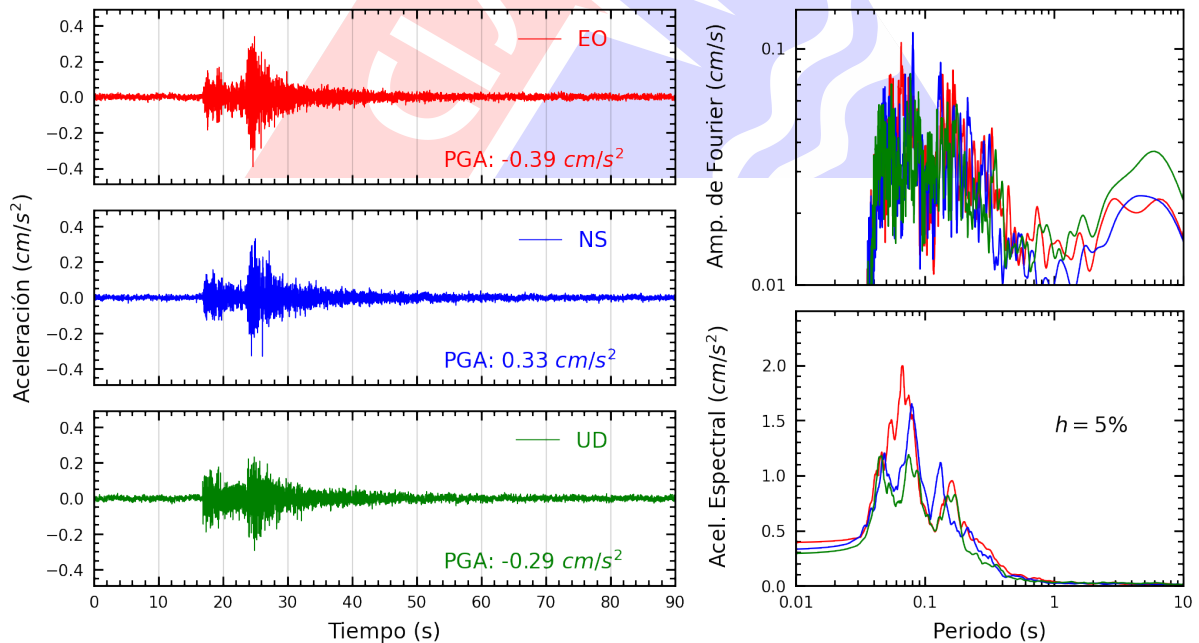 Aceleración (cm/s²)
0.4
0.2
0.0
−0.2
−0.4
EO
PGA: -0.39 cm/s²
0.4
0.2
0.0
−0.2
−0.4
NS
PGA: 0.33 cm/s²
0.4
0.2
0.0
−0.2
−0.4
UD
PGA: -0.29 cm/s²
0 10 20 30 40 50 60 70 80 90
Tiempo (s)
Amp. de Fourier (cm/s)
0.1
0.01
Acel. Espectral (cm/s²)
2.0
1.5
1.0
0.5
0.0
h = 5%
0.01 0.1 1 10
Periodo (s)